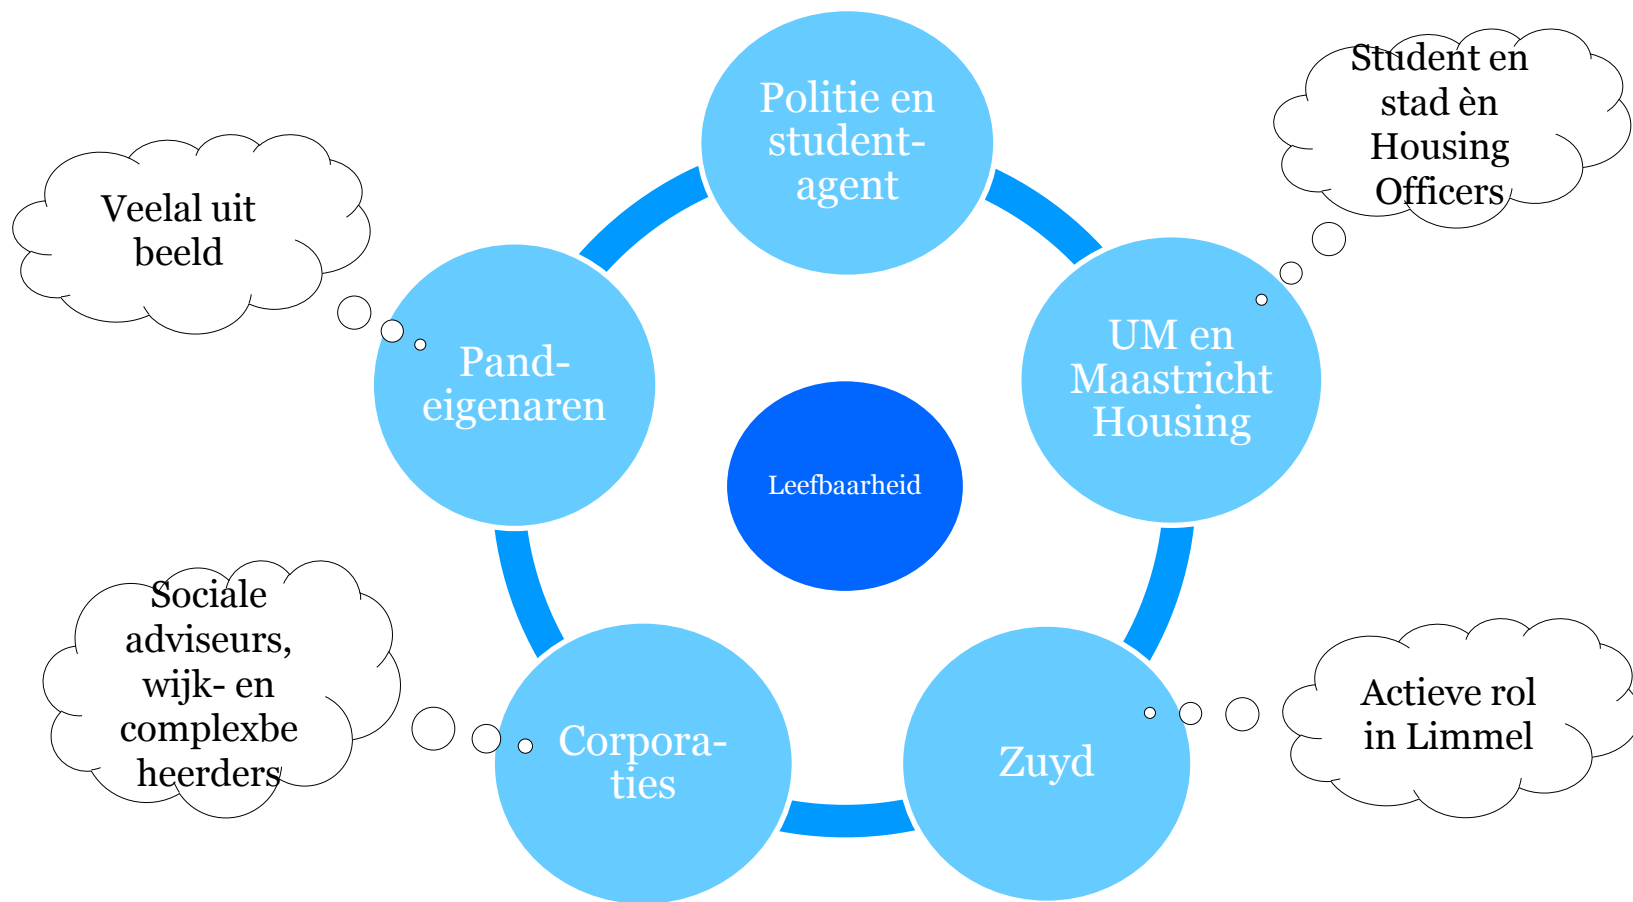 Politie en
student-
agent
Student en
stad èn
Housing
Officers
Veelal uit
beeld
UM en
Maastricht
Housing
Pand-
eigenaren
Leefbaarheid
Sociale
adviseurs,
wijk- en
complexbe
heerders
Corpora-
ties
Zuyd
Actieve rol
in Limmel